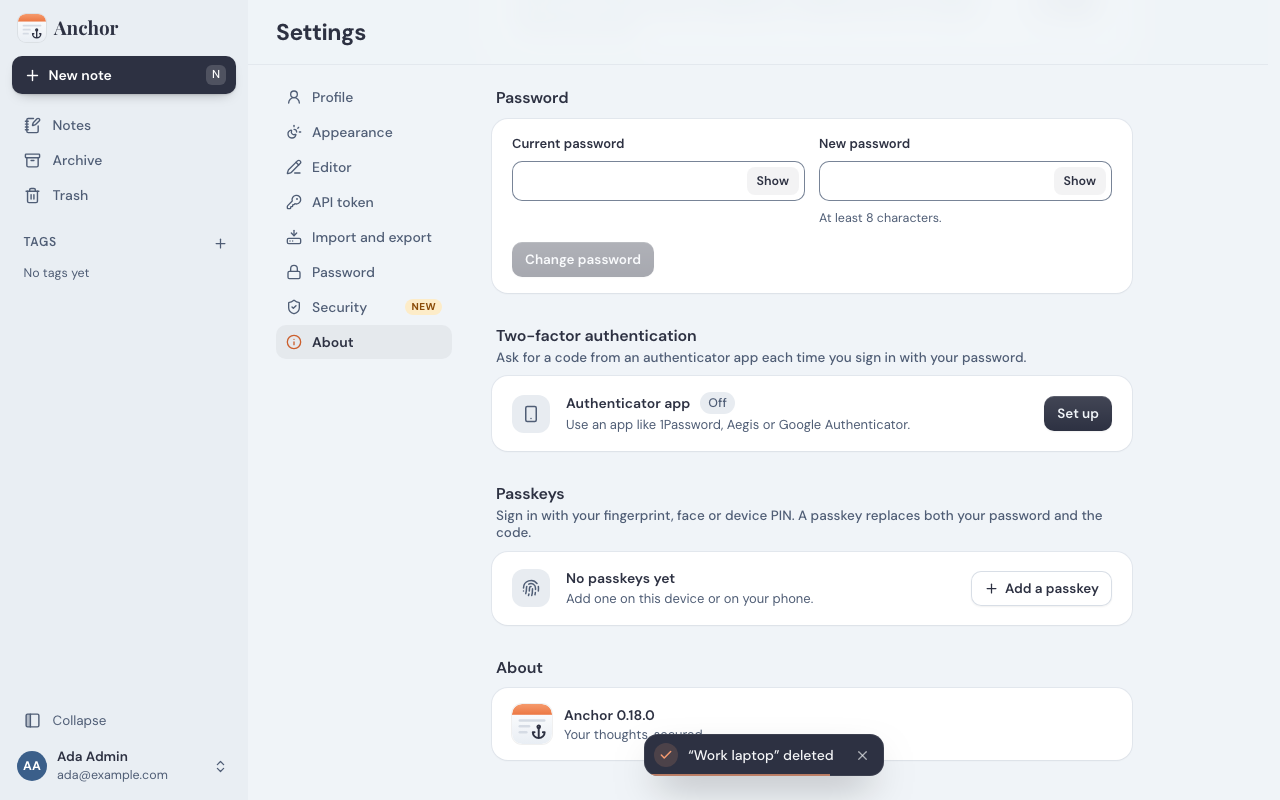 Anchor
New note
N
Notes
Archive
Trash
TAGS
No tags yet
Collapse
AA
Ada Admin
ada@example.com
Settings
Profile
Appearance
Editor
API token
Import and export
Password
Security
NEW
About
Password
Current password
Show
New password
Show
At least 8 characters.
Change password
Two-factor authentication
Ask for a code from an authenticator app each time you sign in with your password.
Authenticator app
Off
Use an app like 1Password, Aegis or Google Authenticator.
Set up
Passkeys
Sign in with your fingerprint, face or device PIN. A passkey replaces both your password and the
code.
No passkeys yet
Add one on this device or on your phone.
Add a passkey
About
Anchor 0.18.0
Your thoughts,
“Work laptop” deleted